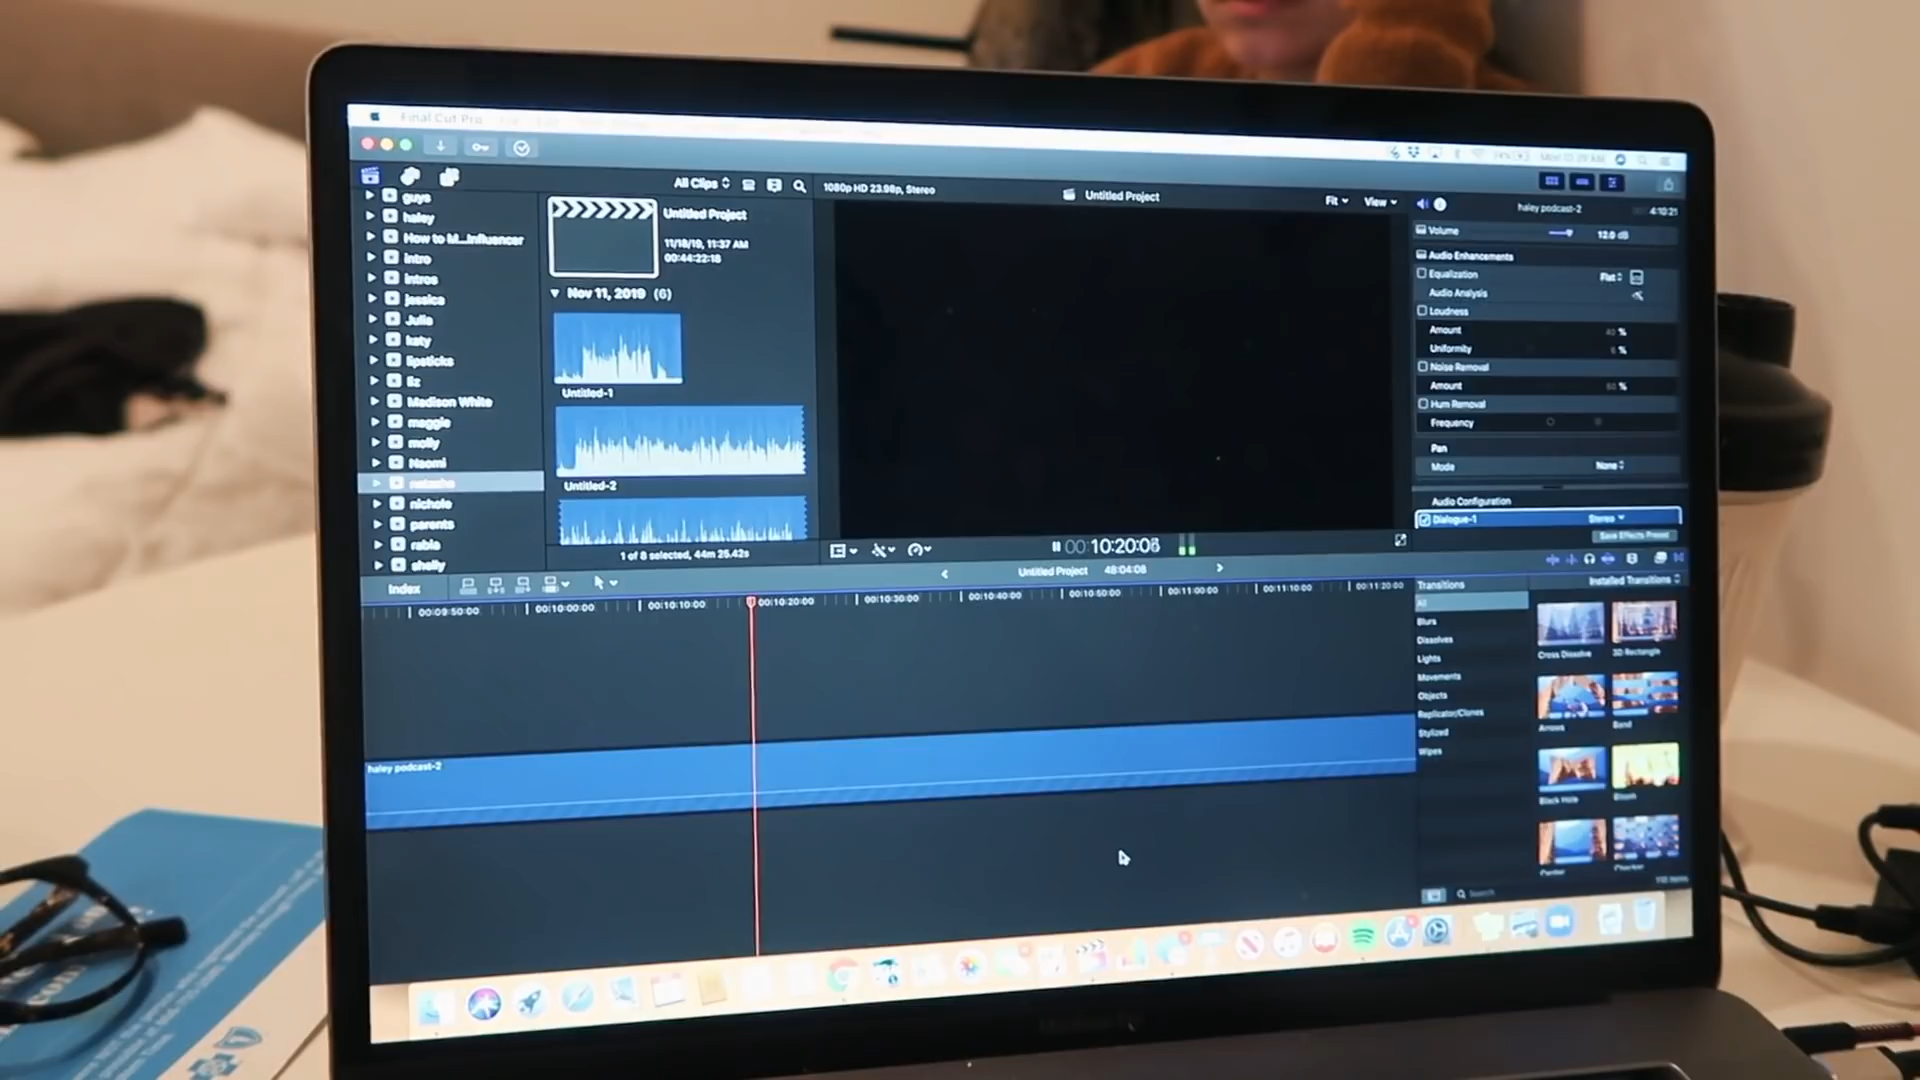 Final Cut Pro
All Clips
1080p HD 23.98p, Stereo
Untitled Project
Fit
View
haley podcast-2
4:10:21
guys
haley
How to M...Influencer
intro
intros
jessica
Julia
katy
lipsticks
liz
Madison White
maggie
molly
Naomi
natasha
nichole
parents
rabia
shelly
Untitled Project
11/18/19, 11:37 AM
00:44:22:18
Nov 11, 2019 (6)
Untitled-1
Untitled-2
1 of 8 selected, 44m 25.42s
00:10:20:06
Volume
12.0 dB
Audio Enhancements
Equalization
Flat
Audio Analysis
Loudness
Amount
%
Uniformity
%
Noise Removal
Amount
50 %
Hum Removal
Frequency
Pan
Mode
None
Audio Configuration
Dialogue-1
Stereo
Save Effects Preset
Index
Untitled Project
48:04:08
00:09:50:00
00:10:00:00
00:10:10:00
00:10:20:00
00:10:30:00
00:10:40:00
00:10:50:00
00:11:00:00
00:11:10:00
00:11:20:00
haley podcast-2
Transitions
Installed Transitions
All
Blurs
Dissolves
Lights
Movements
Objects
Replicator/Clones
Stylized
Wipes
Cross Dissolve
3D Rectangle
Arrows
Band
Black Hole
Bloom
Center
Checker
Search